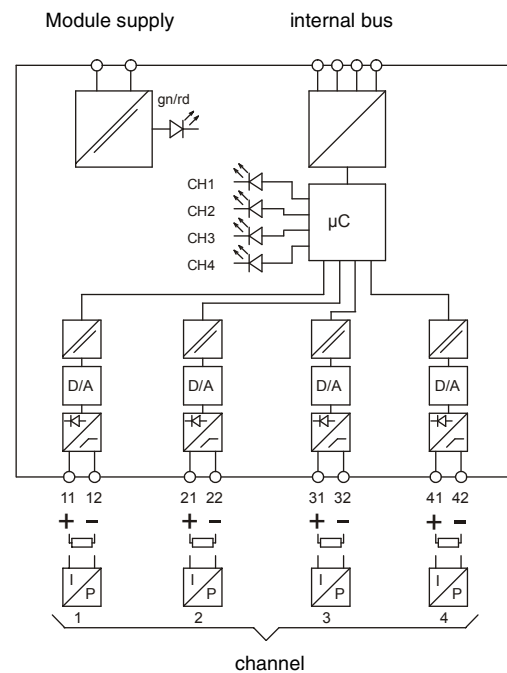 Module supply internal bus
gn/rd
CH1
CH2
CH3
CH4
µC
D/A D/A D/A D/A
11 12 21 22 31 32 41 42
+ − + − + − + −
I P I P I P I P
1 2 3 4
channel